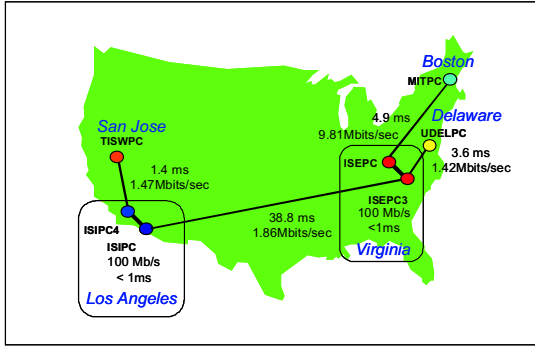 Boston
MITPC
4.9 ms
9.81Mbits/sec
Delaware
UDELPC
3.6 ms
1.42Mbits/sec
San Jose
TISWPC
1.4 ms
1.47Mbits/sec
ISEPC
ISEPC3
100 Mb/s
<1ms
Virginia
38.8 ms
1.86Mbits/sec
ISIPC4
ISIPC
100 Mb/s
< 1ms
Los Angeles